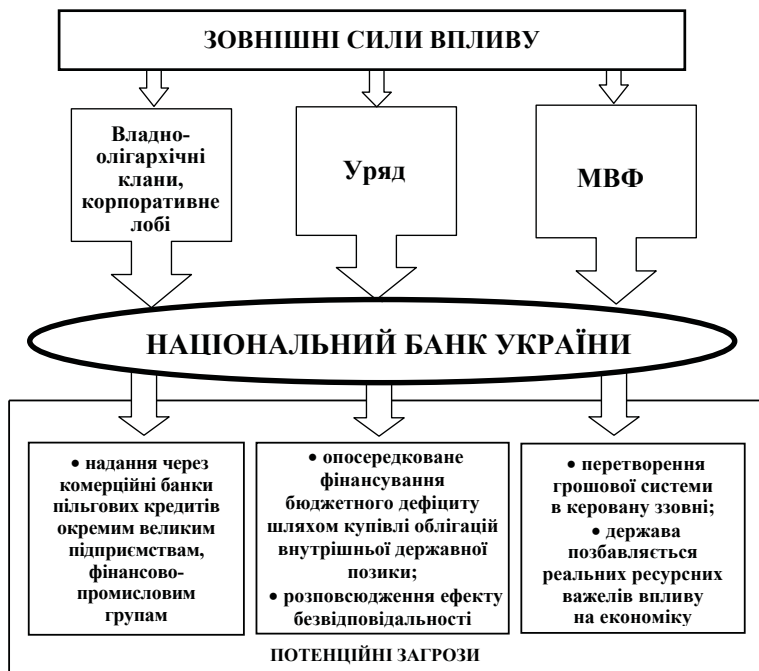 ЗОВНІШНІ СИЛИ ВПЛИВУ
Владно-
олігархічні
клани,
корпоративне
лобі
Уряд
МВФ
НАЦІОНАЛЬНИЙ БАНК УКРАЇНИ
• надання через
комерційні банки
пільгових кредитів
окремим великим
підприємствам,
фінансово-
промисловим
групам
• опосередковане
фінансування
бюджетного дефіциту
шляхом купівлі облігацій
внутрішньої державної
позики;
• розповсюдження ефекту
безвідповідальності
• перетворення
грошової системи
в керовану ззовні;
• держава
позбавляється
реальних ресурсних
важелів впливу
на економіку
ПОТЕНЦІЙНІ ЗАГРОЗИ